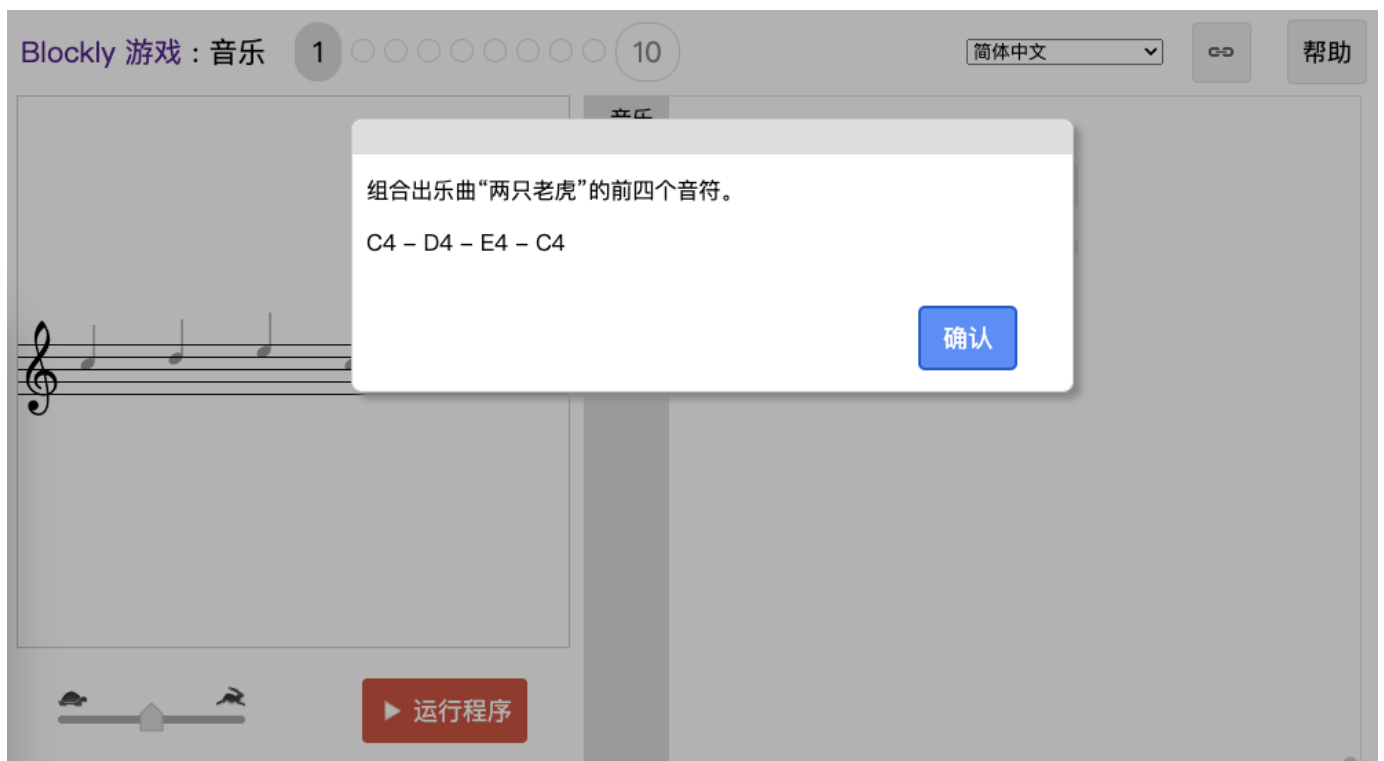 Blockly 游戏 : 音乐 1 10 简体中文 帮助
音乐
组合出乐曲“两只老虎”的前四个音符。
C4 – D4 – E4 – C4
确认
运行程序